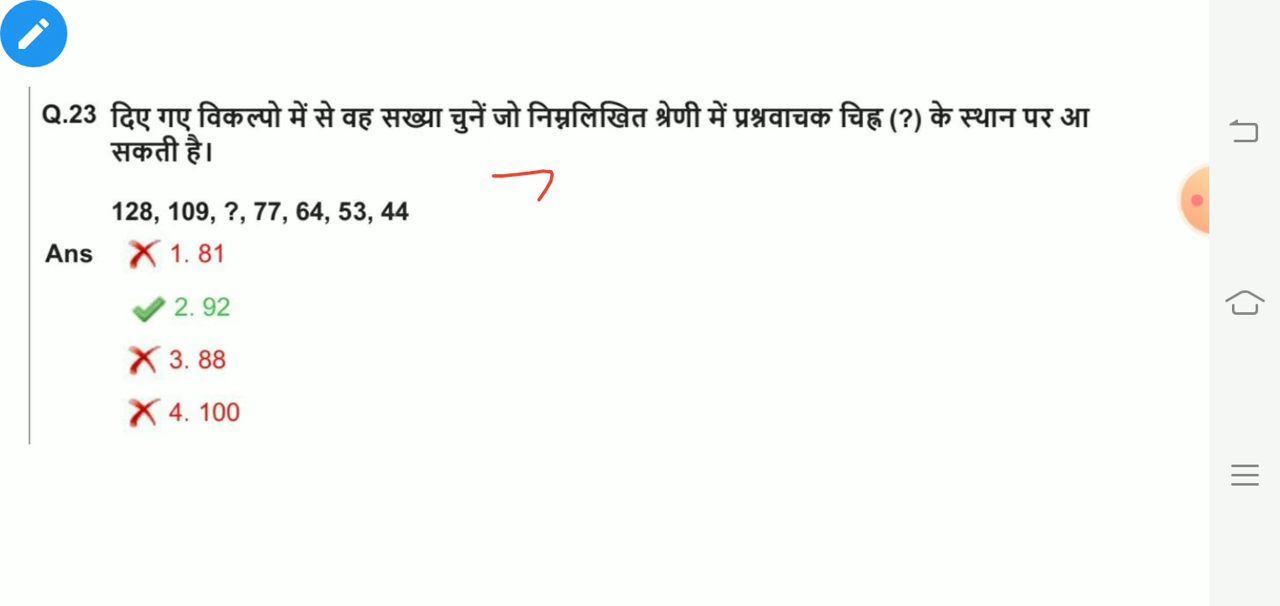 Q.23 दिए गए विकल्पो में से वह सख्या चुनें जो निम्नलिखित श्रेणी में प्रश्नवाचक चिह्न (?) के स्थान पर आ
सकती है।
128, 109, ?, 77, 64, 53, 44
Ans 1. 81
2. 92
3. 88
4. 100